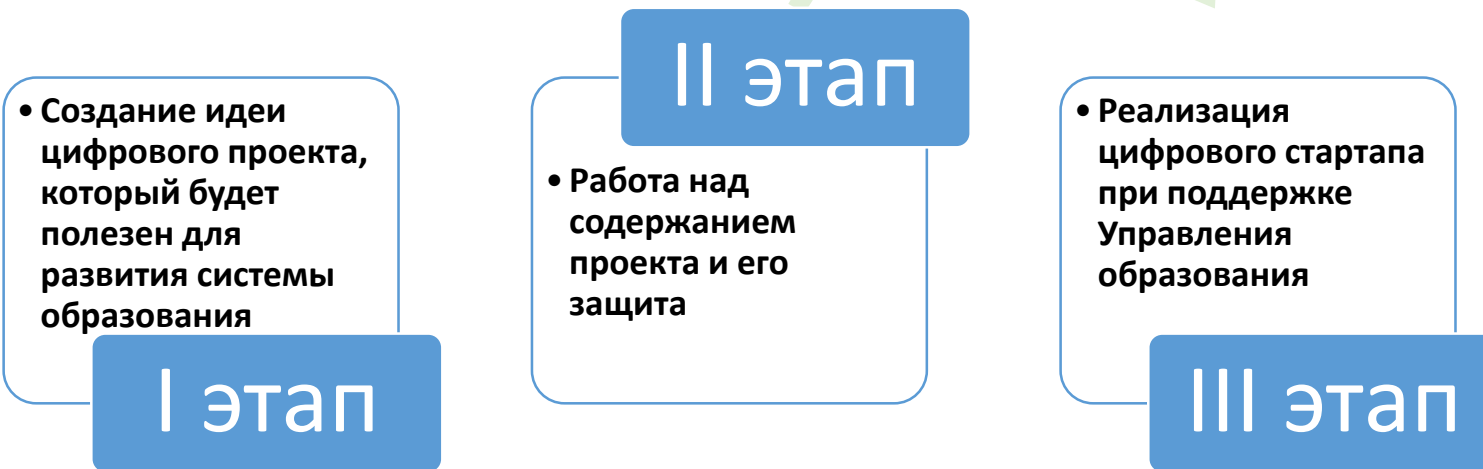 • Создание идеи
цифрового проекта,
который будет
полезен для
развития системы
образования
I этап
II этап
• Работа над
содержанием
проекта и его
защита
• Реализация
цифрового стартапа
при поддержке
Управления
образования
III этап